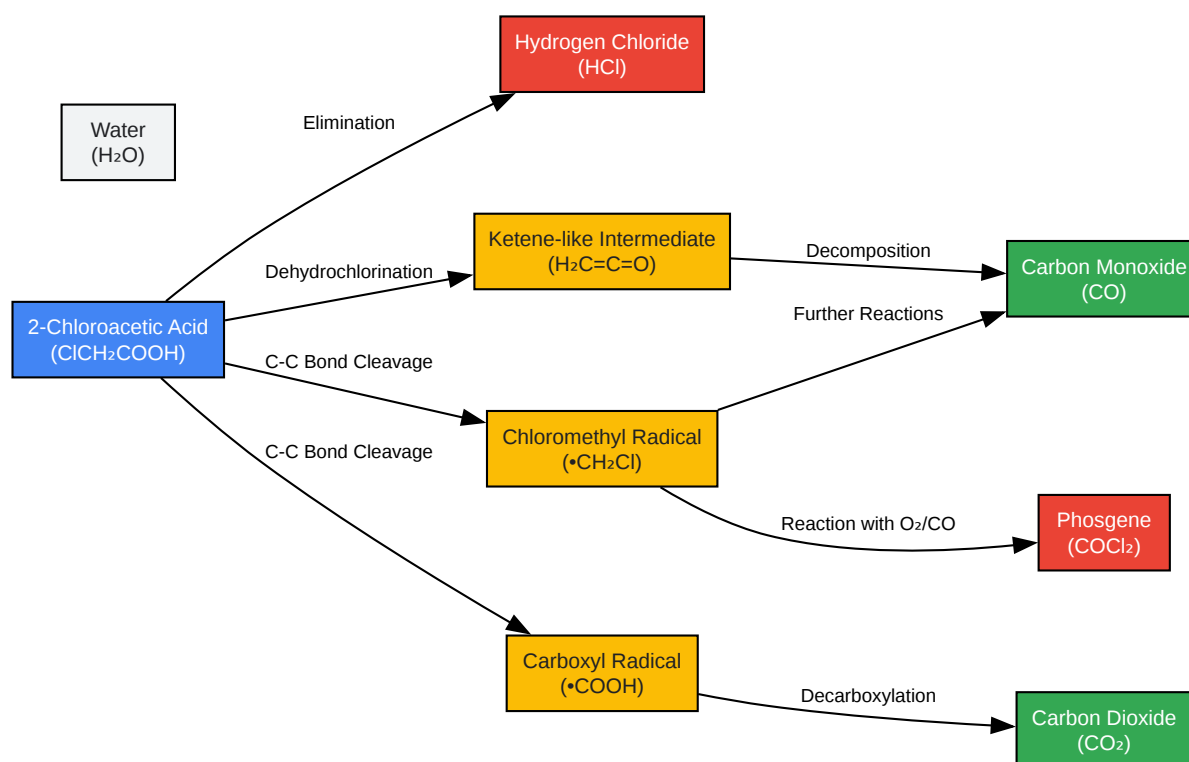 Hydrogen Chloride
(HCl)
Elimination
Water
(H₂O)
Ketene-like Intermediate
(H₂C=C=O)
Decomposition
Dehydrochlorination
Carbon Monoxide
(CO)
Further Reactions
2-Chloroacetic Acid
(ClCH₂COOH)
C-C Bond Cleavage
Chloromethyl Radical
(•CH₂Cl)
C-C Bond Cleavage
Reaction with O₂/CO
Phosgene
(COCl₂)
Carboxyl Radical
(•COOH)
Decarboxylation
Carbon Dioxide
(CO₂)